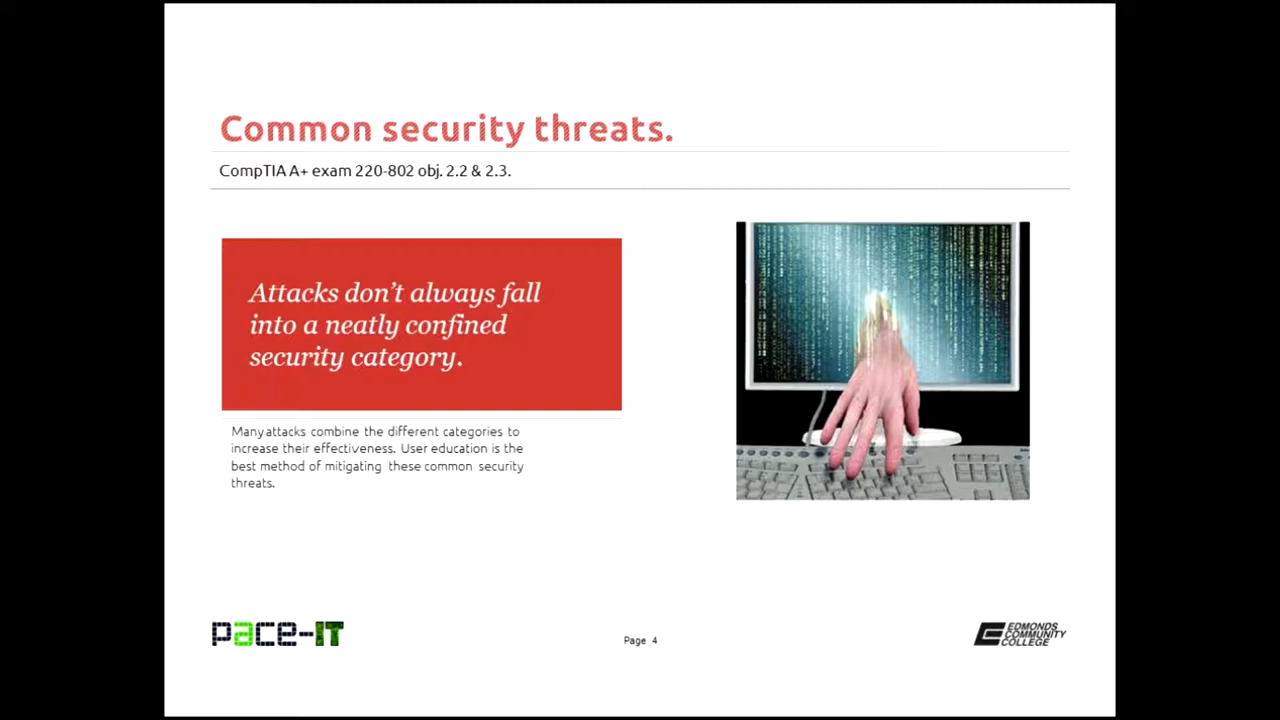 Common security threats.
CompTIA A+ exam 220-802 obj. 2.2 & 2.3.
Attacks don't always fall
into a neatly confined
security category.
Many attacks combine the different categories to
increase their effectiveness. User education is the
best method of mitigating these common security
threats.
pace-IT
Page 4
EDMONDS
COMMUNITY
COLLEGE